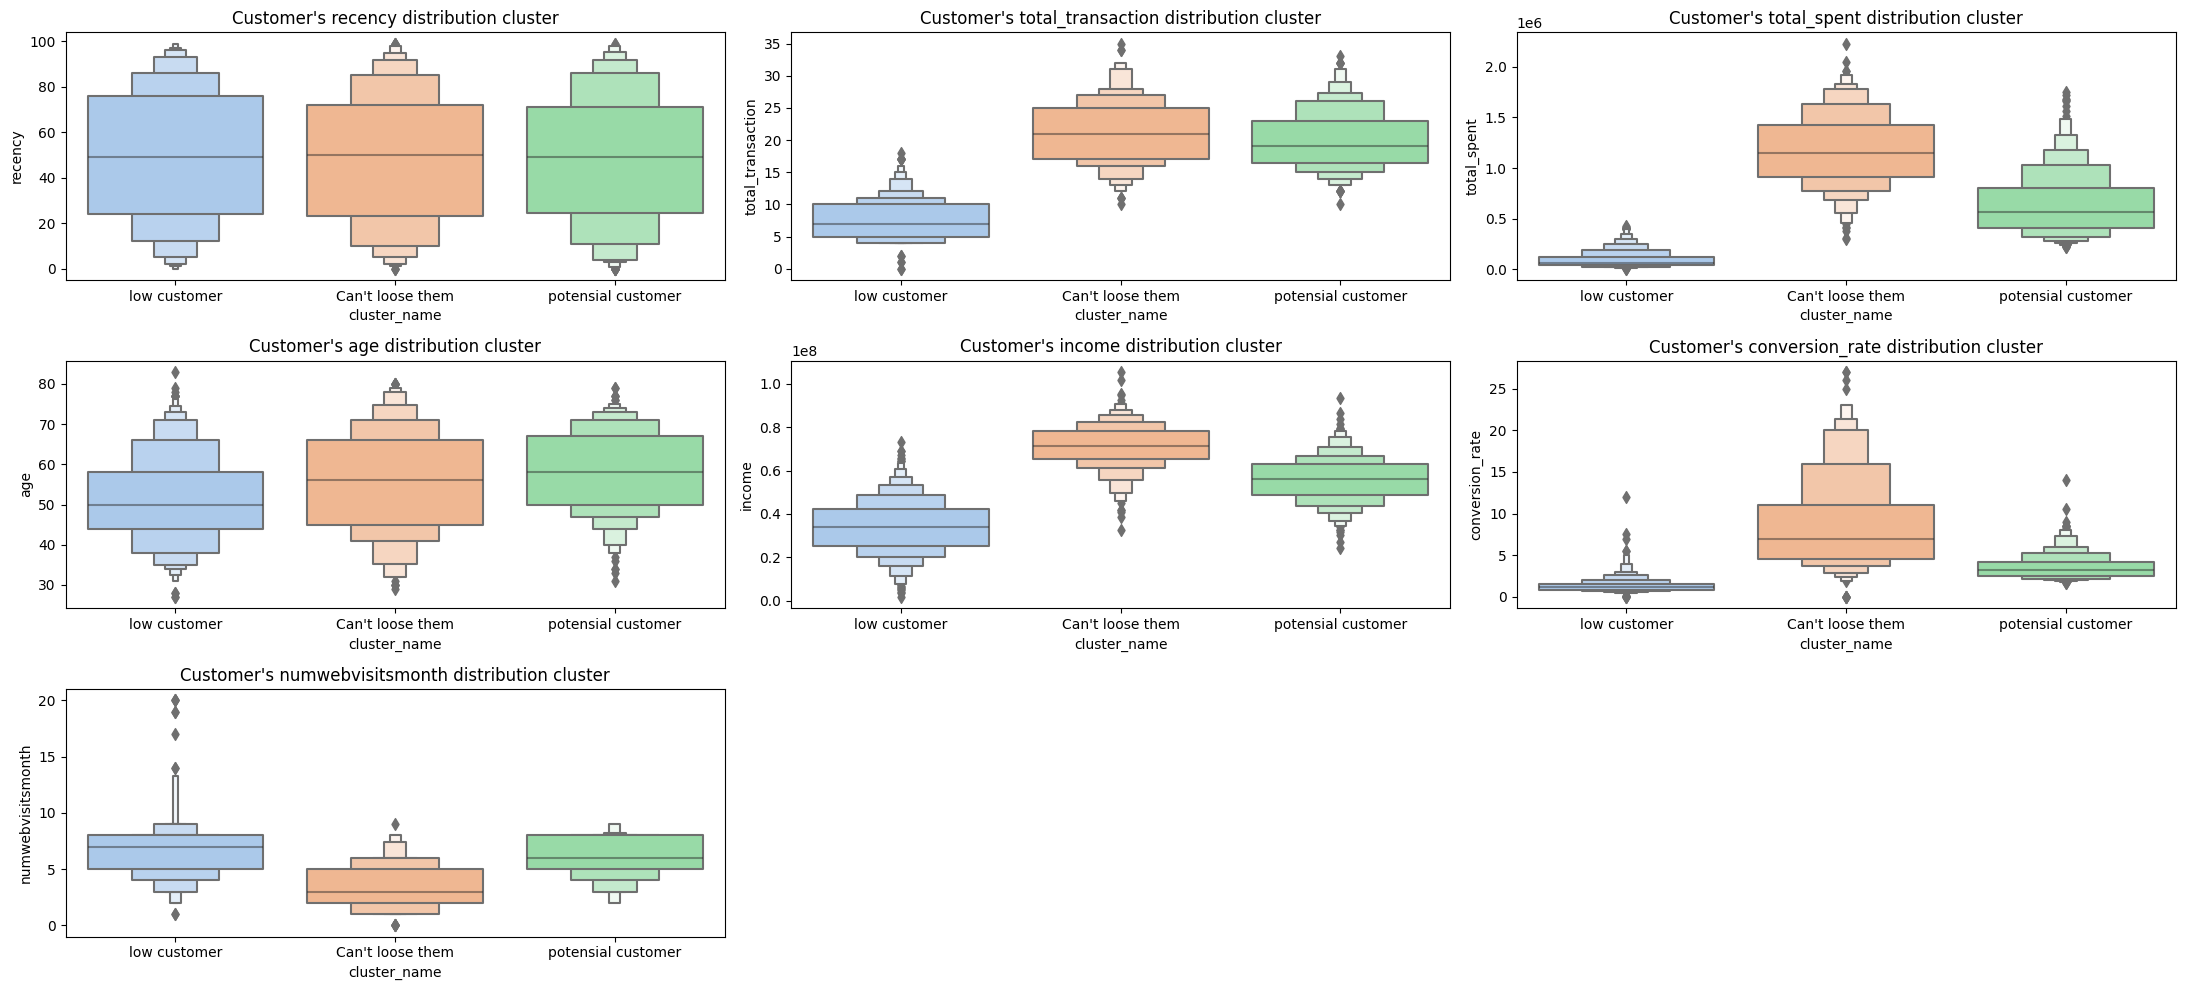 Customer's recency distribution cluster
100
80
60
40
20
0
recency
low customer
Can't loose them
potensial customer
cluster_name
Customer's total_transaction distribution cluster
35
30
25
20
15
10
5
0
total_transaction
low customer
Can't loose them
potensial customer
cluster_name
Customer's total_spent distribution cluster
1e6
2.0
1.5
1.0
0.5
0.0
total_spent
low customer
Can't loose them
potensial customer
cluster_name
Customer's age distribution cluster
80
70
60
50
40
30
age
low customer
Can't loose them
potensial customer
cluster_name
Customer's income distribution cluster
1e8
1.0
0.8
0.6
0.4
0.2
0.0
income
low customer
Can't loose them
potensial customer
cluster_name
Customer's conversion_rate distribution cluster
25
20
15
10
5
0
conversion_rate
low customer
Can't loose them
potensial customer
cluster_name
Customer's numwebvisitsmonth distribution cluster
20
15
10
5
0
numwebvisitsmonth
low customer
Can't loose them
potensial customer
cluster_name